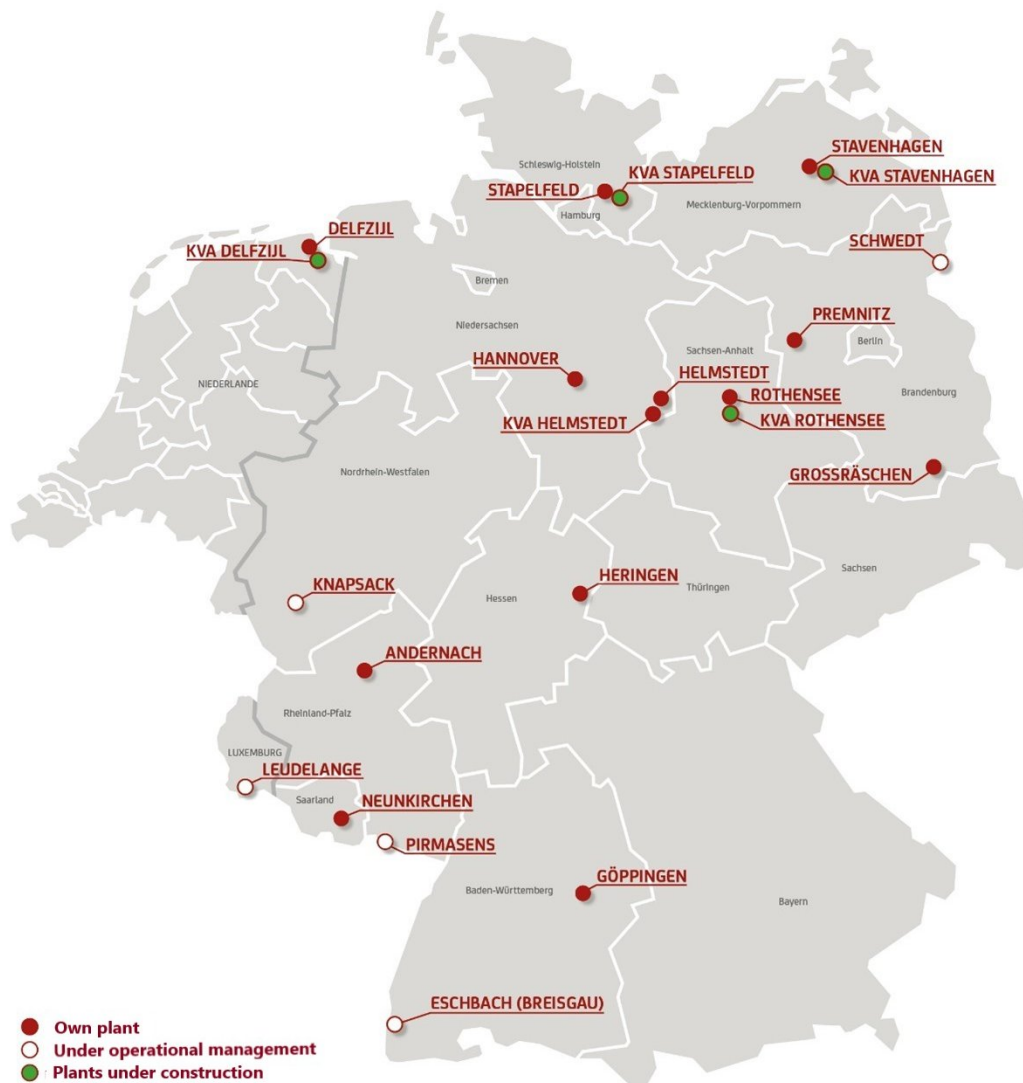 STAVENHAGEN
Schleswig-Holstein
KVA STAPELFELD
KVA STAVENHAGEN
STAPELFELD
Mecklenburg-Vorpommern
Hamburg
DELFZIJL
KVA DELFZIJL
SCHWEDT
Bremen
PREMNITZ
Niedersachsen
Berlin
Sachsen-Anhalt
HANNOVER
HELMSTEDT
NIEDERLANDE
ROTHENSEE
Brandenburg
KVA HELMSTEDT
KVA ROTHENSEE
Nordrhein-Westfalen
GROSSRÄSCHEN
Sachsen
KNAPSACK
HERINGEN
Hessen
Thüringen
ANDERNACH
Rheinland-Pfalz
LUXEMBURG
LEUDELANGE
Saarland
NEUNKIRCHEN
PIRMASENS
GÖPPINGEN
Baden-Württemberg
Bayern
ESCHBACH (BREISGAU)
Own plant
Under operational management
Plants under construction